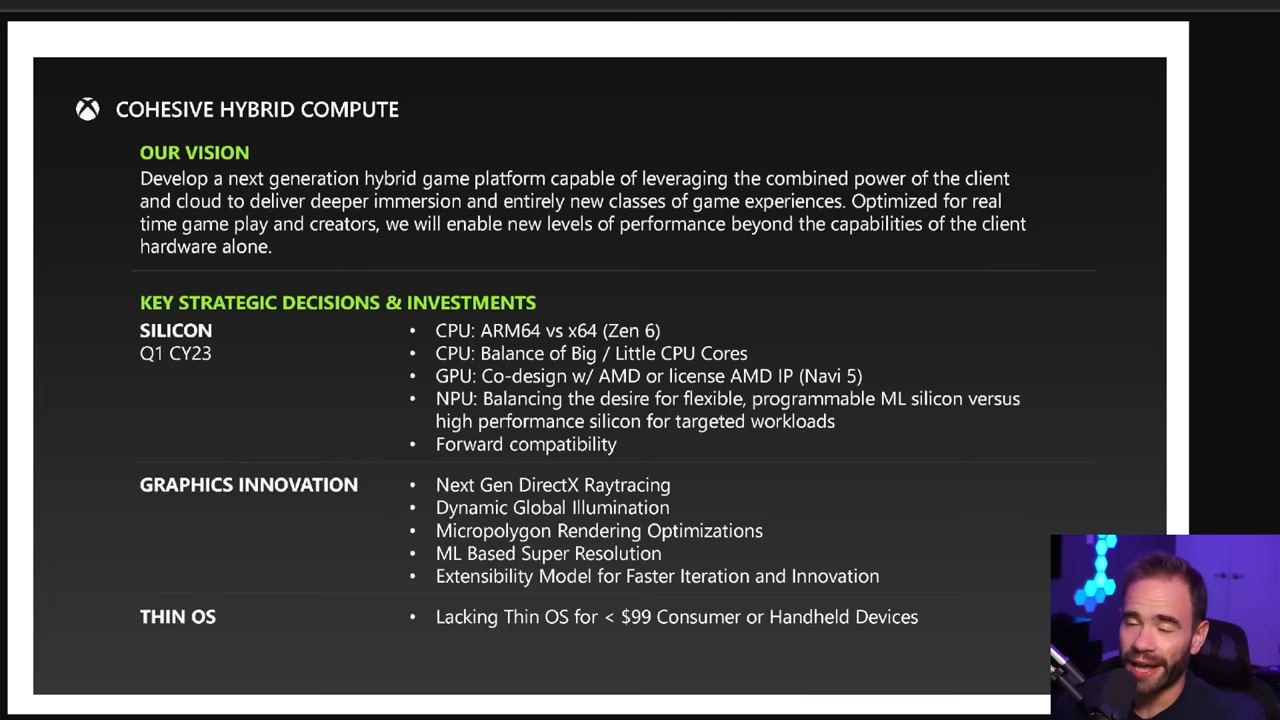 COHESIVE HYBRID COMPUTE
OUR VISION
Develop a next generation hybrid game platform capable of leveraging the combined power of the client
and cloud to deliver deeper immersion and entirely new classes of game experiences. Optimized for real
time game play and creators, we will enable new levels of performance beyond the capabilities of the client
hardware alone.
KEY STRATEGIC DECISIONS & INVESTMENTS
SILICON
Q1 CY23
• CPU: ARM64 vs x64 (Zen 6)
• CPU: Balance of Big / Little CPU Cores
• GPU: Co-design w/ AMD or license AMD IP (Navi 5)
• NPU: Balancing the desire for flexible, programmable ML silicon versus
high performance silicon for targeted workloads
• Forward compatibility
GRAPHICS INNOVATION
• Next Gen DirectX Raytracing
• Dynamic Global Illumination
• Micropolygon Rendering Optimizations
• ML Based Super Resolution
• Extensibility Model for Faster Iteration and Innovation
THIN OS
• Lacking Thin OS for < $99 Consumer or Handheld Devices